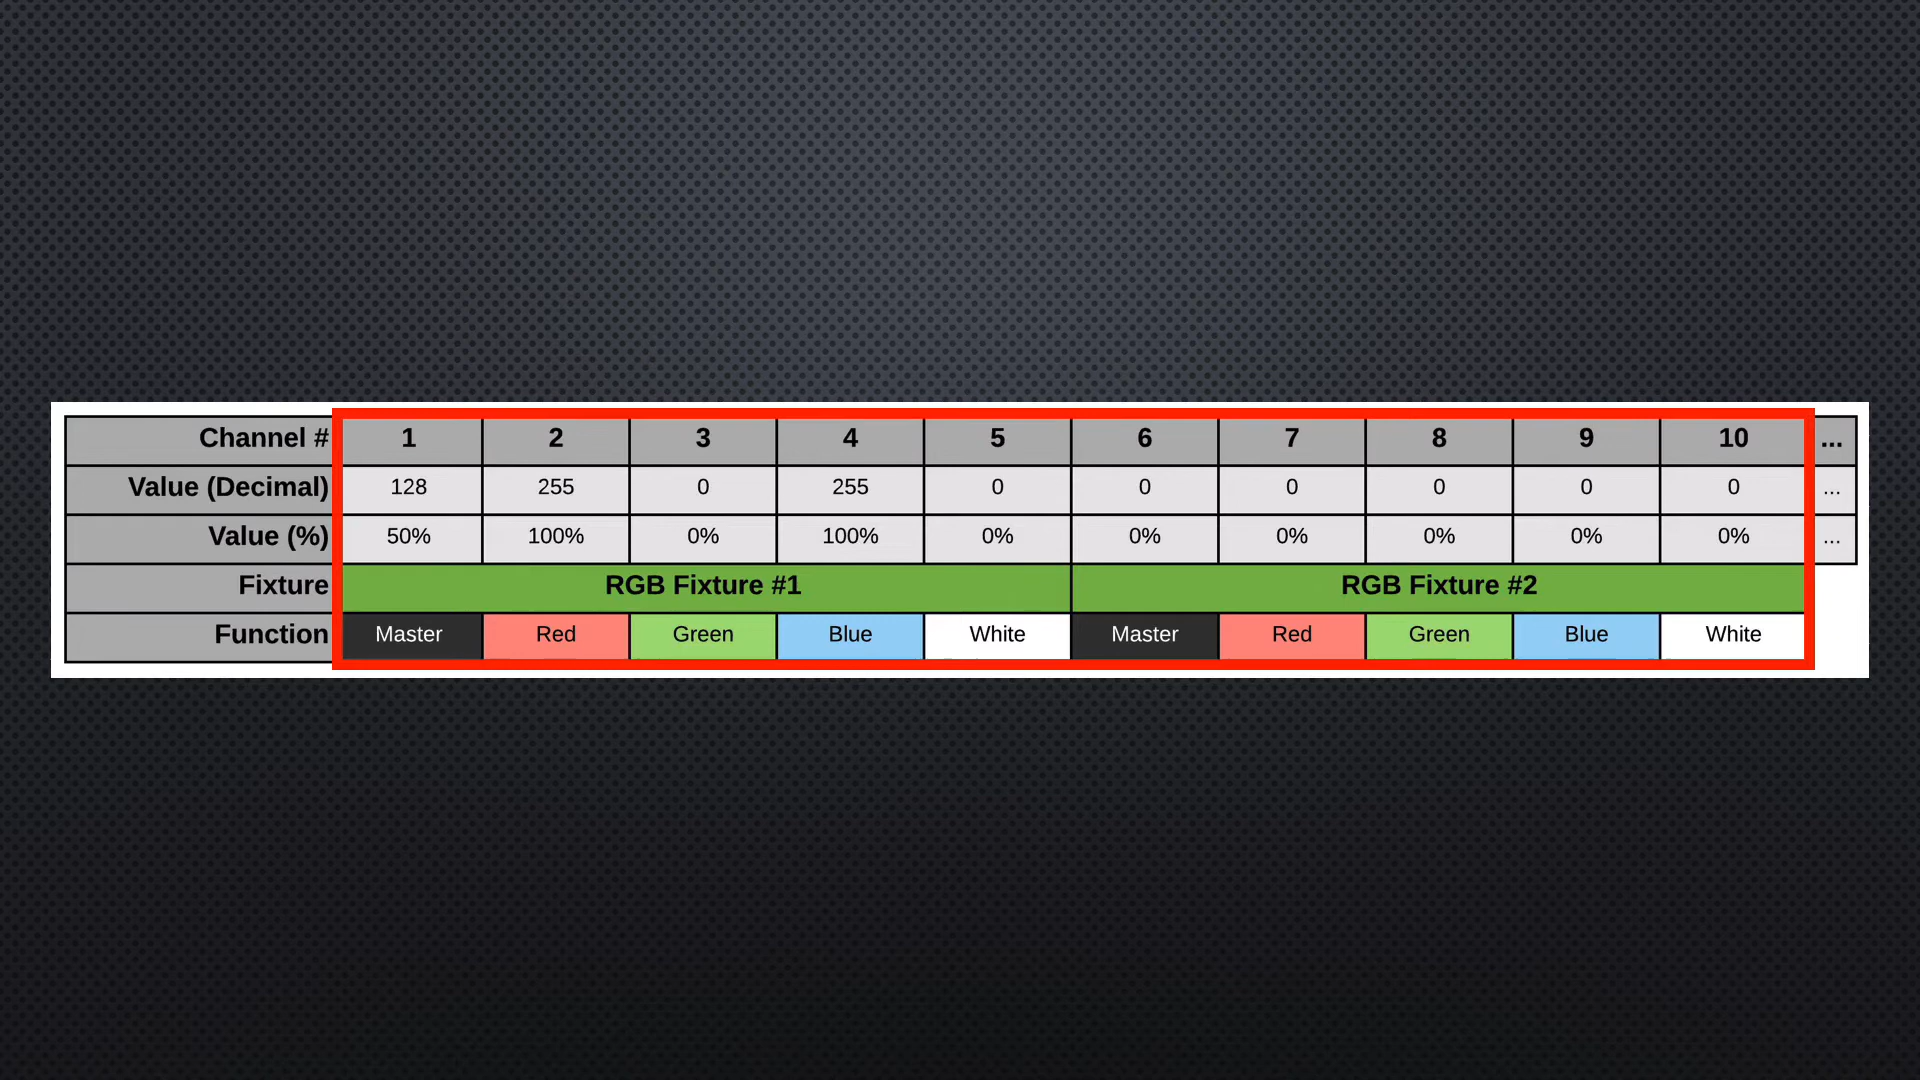 Channel # 1 2 3 4 5 6 7 8 9 10 ...
Value (Decimal) 128 255 0 255 0 0 0 0 0 0 ...
Value (%) 50% 100% 0% 100% 0% 0% 0% 0% 0% 0% ...
Fixture RGB Fixture #1 RGB Fixture #2
Function Master Red Green Blue White Master Red Green Blue White